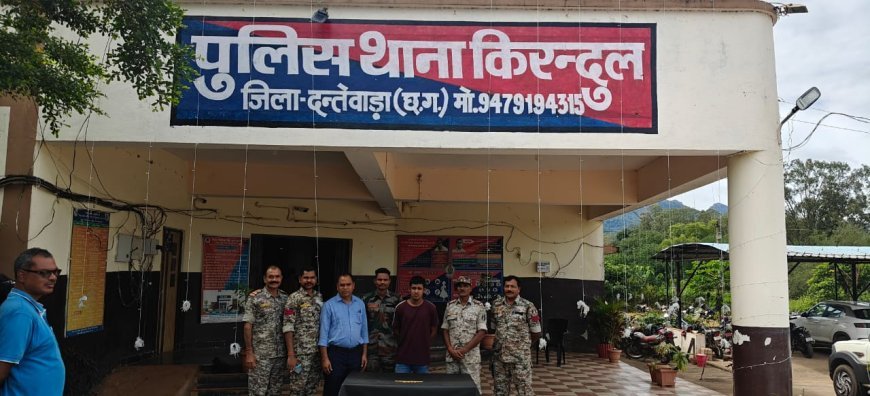 पुलिस थाना किरन्दुल
जिला-दन्तेवाड़ा (छ.ग.) मो.9479194315